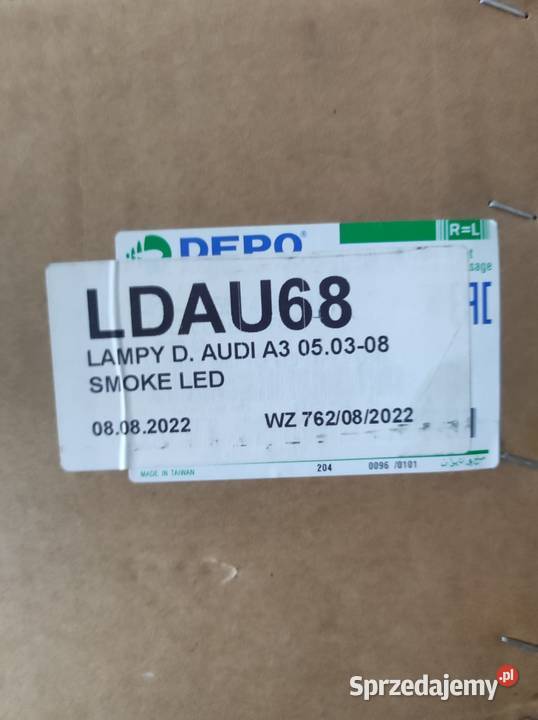 DEPO®
R=L
sage
LDAU68
LAMPY D. AUDI A3 05.03-08
SMOKE LED
08.08.2022 WZ 762/08/2022
MADE IN TAIWAN 204 0096 /0101
Sprzedajemy.pl